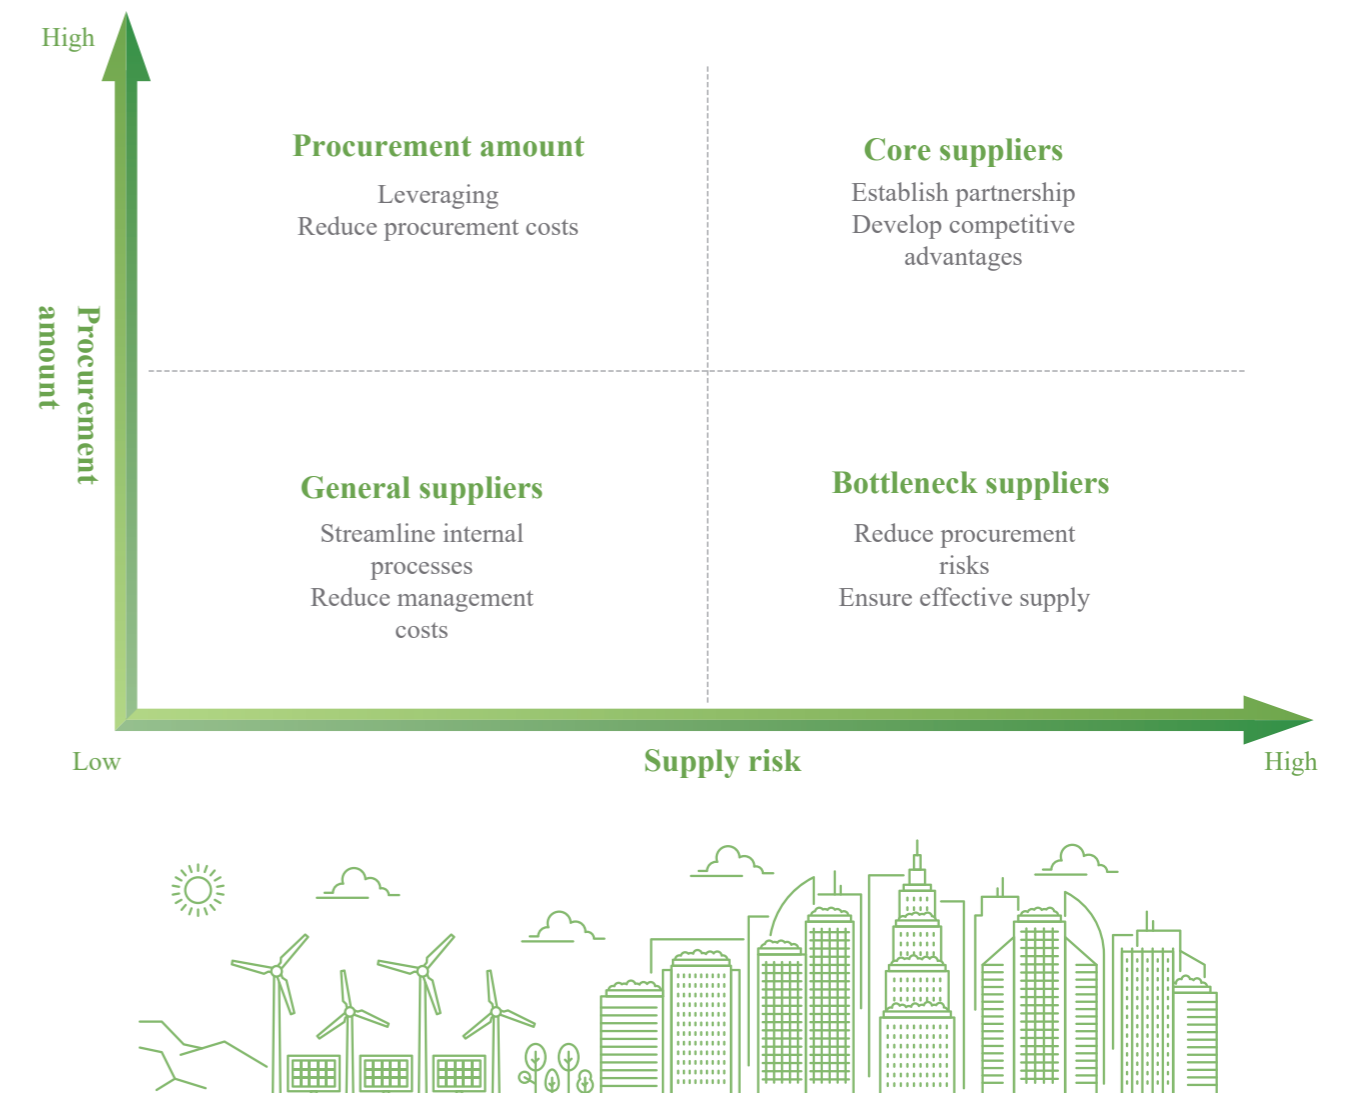 High
Procurement amount
Leveraging
Reduce procurement costs
Core suppliers
Establish partnership
Develop competitive
advantages
Procurement
amount
General suppliers
Streamline internal
processes
Reduce management
costs
Bottleneck suppliers
Reduce procurement
risks
Ensure effective supply
Low
Supply risk
High